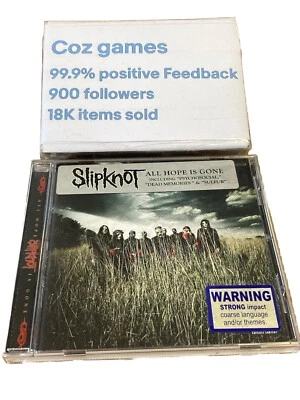 Coz games
99.9% positive Feedback
900 followers
18K items sold
Slipknot
ALL HOPE IS GONE
INCLUDING "PSYCHOSOCIAL"
"DEAD MEMORIES" & "SULFUR"
WARNING
STRONG impact
coarse language
and/or themes